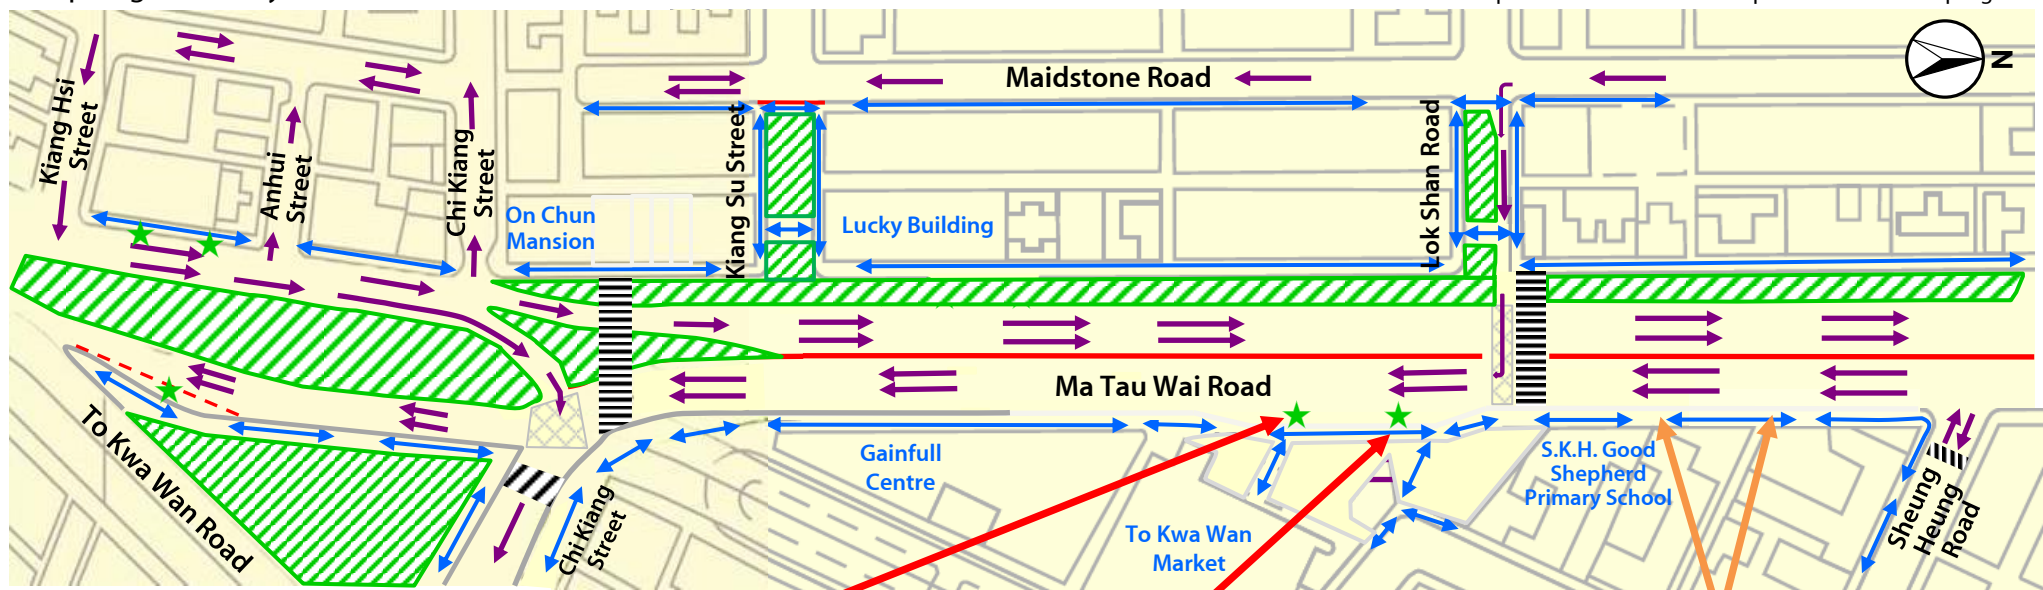 Maidstone Road
N
Kiang Hsi
Street
Anhui
Street
Chi Kiang
Street
On Chun
Mansion
Kiang Su Street
Lucky Building
Lok Shan Road
Ma Tau Wai Road
To Kwa Wan Road
Chi Kiang
Street
Gainfull
Centre
To Kwa Wan
Market
S.K.H. Good
Shepherd
Primary School
Sheung
Heung
Road